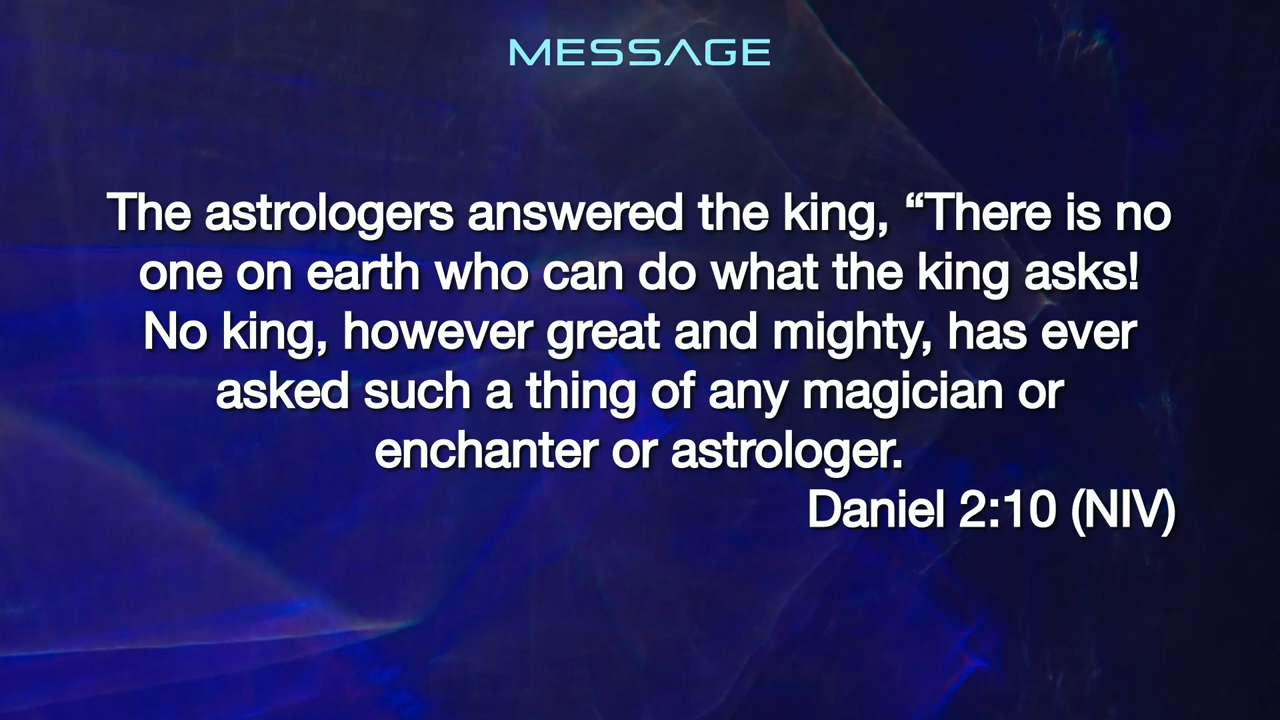 MESSAGE
The astrologers answered the king, “There is no
one on earth who can do what the king asks!
No king, however great and mighty, has ever
asked such a thing of any magician or
enchanter or astrologer.
Daniel 2:10 (NIV)